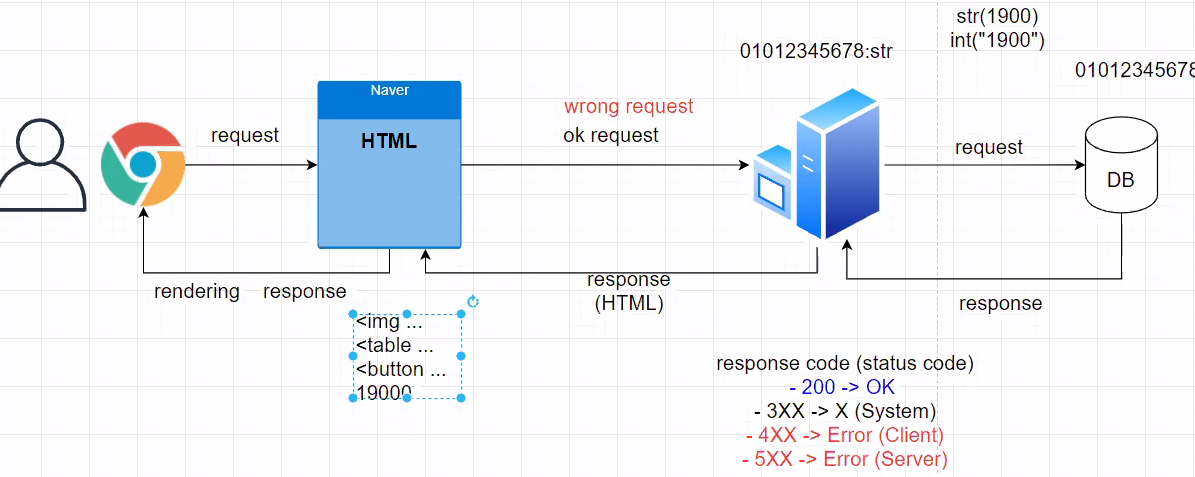 str(1900)
int("1900")
01012345678:str
01012345678
Naver
HTML
request
wrong request
ok request
request
DB
rendering
response
response
(HTML)
response
<img ...
<table ...
<button ...
19000
response code (status code)
- 200 -> OK
- 3XX -> X (System)
- 4XX -> Error (Client)
- 5XX -> Error (Server)